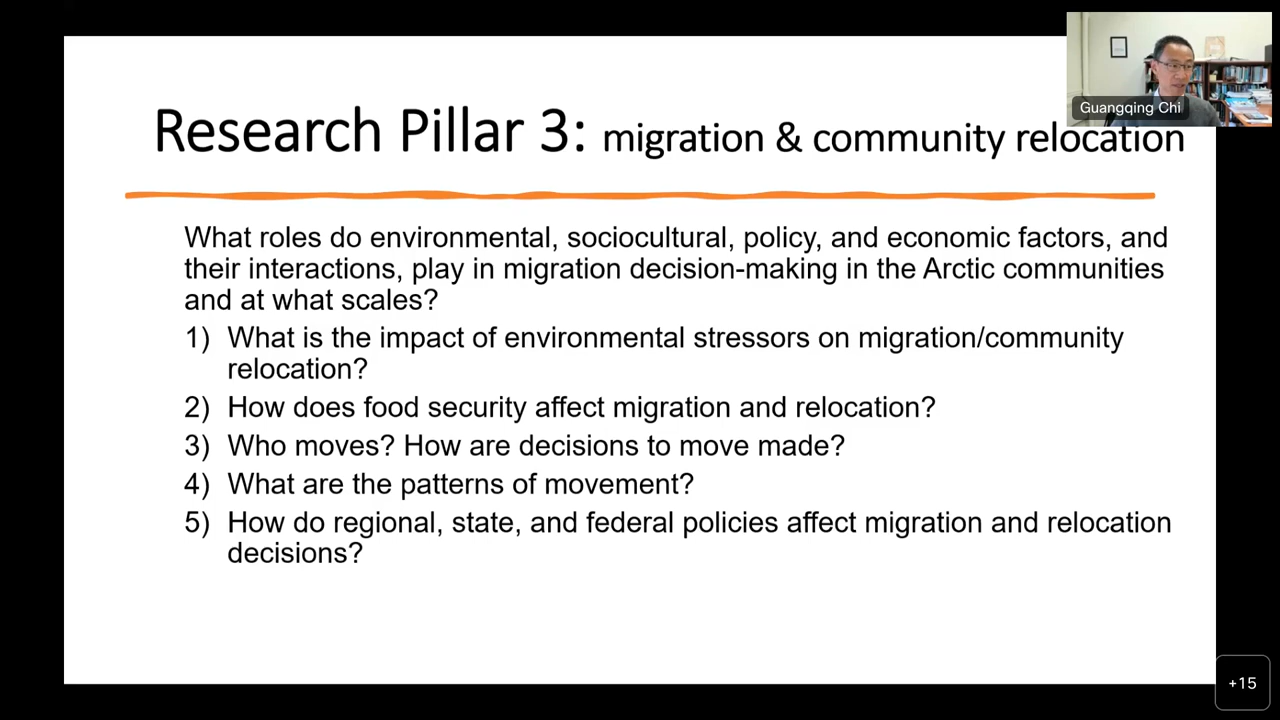 Guangqing Chi
Research Pillar 3: migration & community relocation
What roles do environmental, sociocultural, policy, and economic factors, and
their interactions, play in migration decision-making in the Arctic communities
and at what scales?
1) What is the impact of environmental stressors on migration/community
relocation?
2) How does food security affect migration and relocation?
3) Who moves? How are decisions to move made?
4) What are the patterns of movement?
5) How do regional, state, and federal policies affect migration and relocation
decisions?
+15